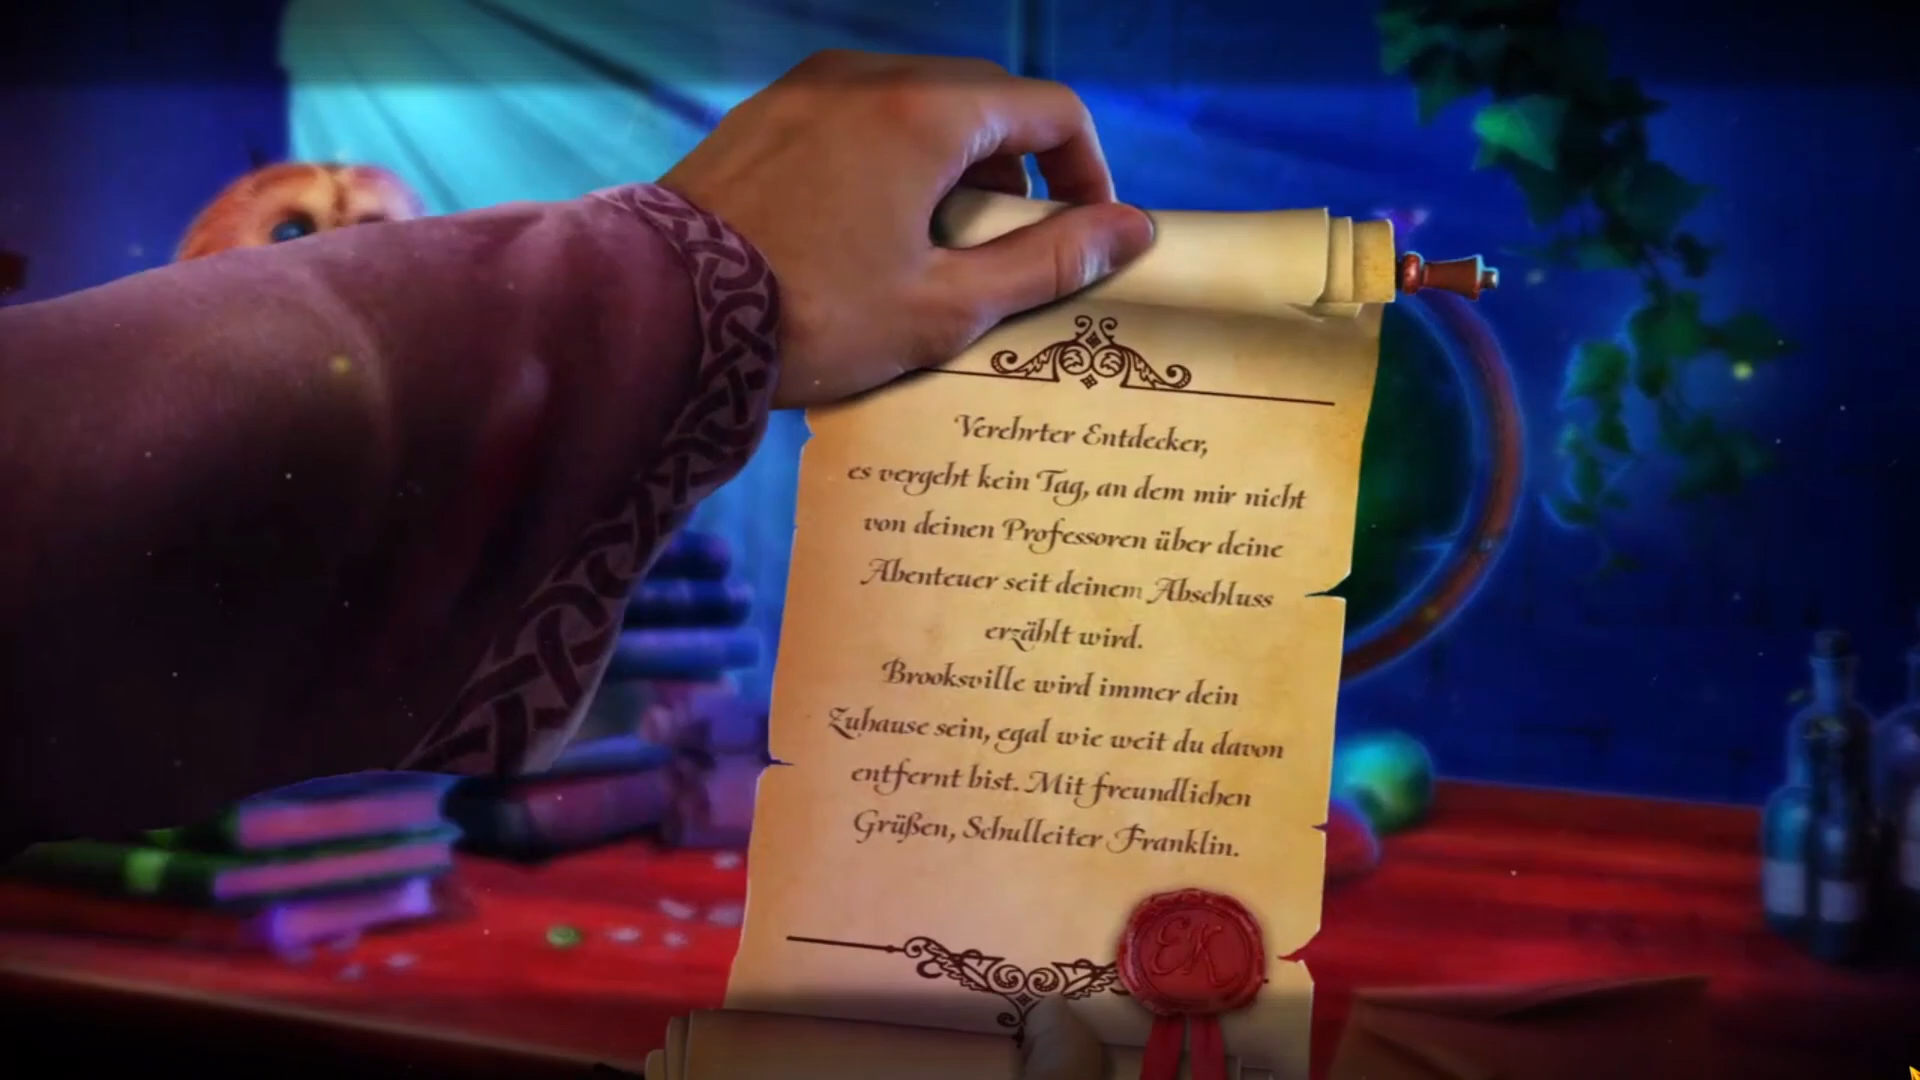 Verehrter Entdecker,
es vergeht kein Tag, an dem mir nicht
von deinen Professoren über deine
Abenteuer seit deinem Abschluss
erzählt wird.
Brooksville wird immer dein
Zuhause sein, egal wie weit du davon
entfernt bist. Mit freundlichen
Grüßen, Schulleiter Franklin.
EK